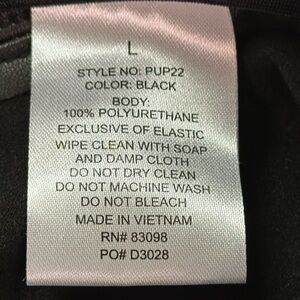 L
STYLE NO: PUP22
COLOR: BLACK
BODY:
100% POLYURETHANE
EXCLUSIVE OF ELASTIC
WIPE CLEAN WITH SOAP
AND DAMP CLOTH
DO NOT DRY CLEAN
DO NOT MACHINE WASH
DO NOT BLEACH
MADE IN VIETNAM
RN# 83098
PO# D3028